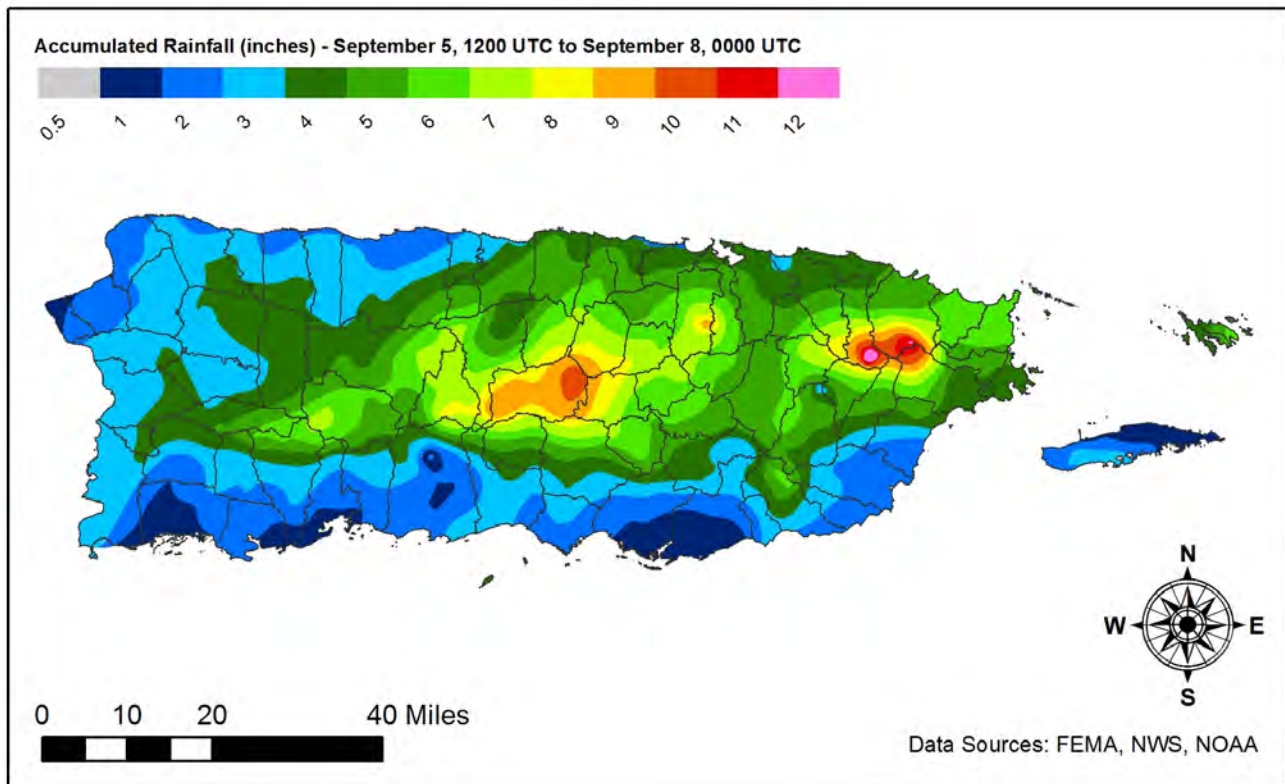 Accumulated Rainfall (inches) - September 5, 1200 UTC to September 8, 0000 UTC
0.5 1 2 3 4 5 6 7 8 9 10 11 12
N
W E
S
0 10 20 40 Miles
Data Sources: FEMA, NWS, NOAA